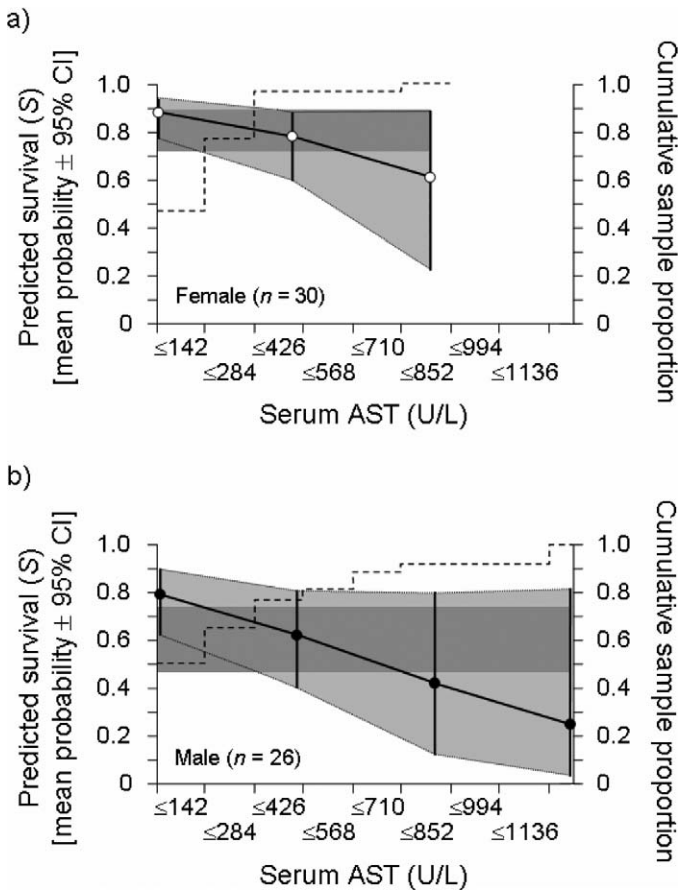 a)
Predicted survival (S)
[mean probability ± 95% CI]
1.0
0.8
0.6
0.4
0.2
0
Female (n = 30)
1.0
0.8
0.6
0.4
0.2
0
Cumulative sample proportion
≤142 ≤426 ≤710 ≤994
≤284 ≤568 ≤852 ≤1136
Serum AST (U/L)
b)
Predicted survival (S)
[mean probability ± 95% CI]
1.0
0.8
0.6
0.4
0.2
0
Male (n = 26)
1.0
0.8
0.6
0.4
0.2
0
Cumulative sample proportion
≤142 ≤426 ≤710 ≤994
≤284 ≤568 ≤852 ≤1136
Serum AST (U/L)